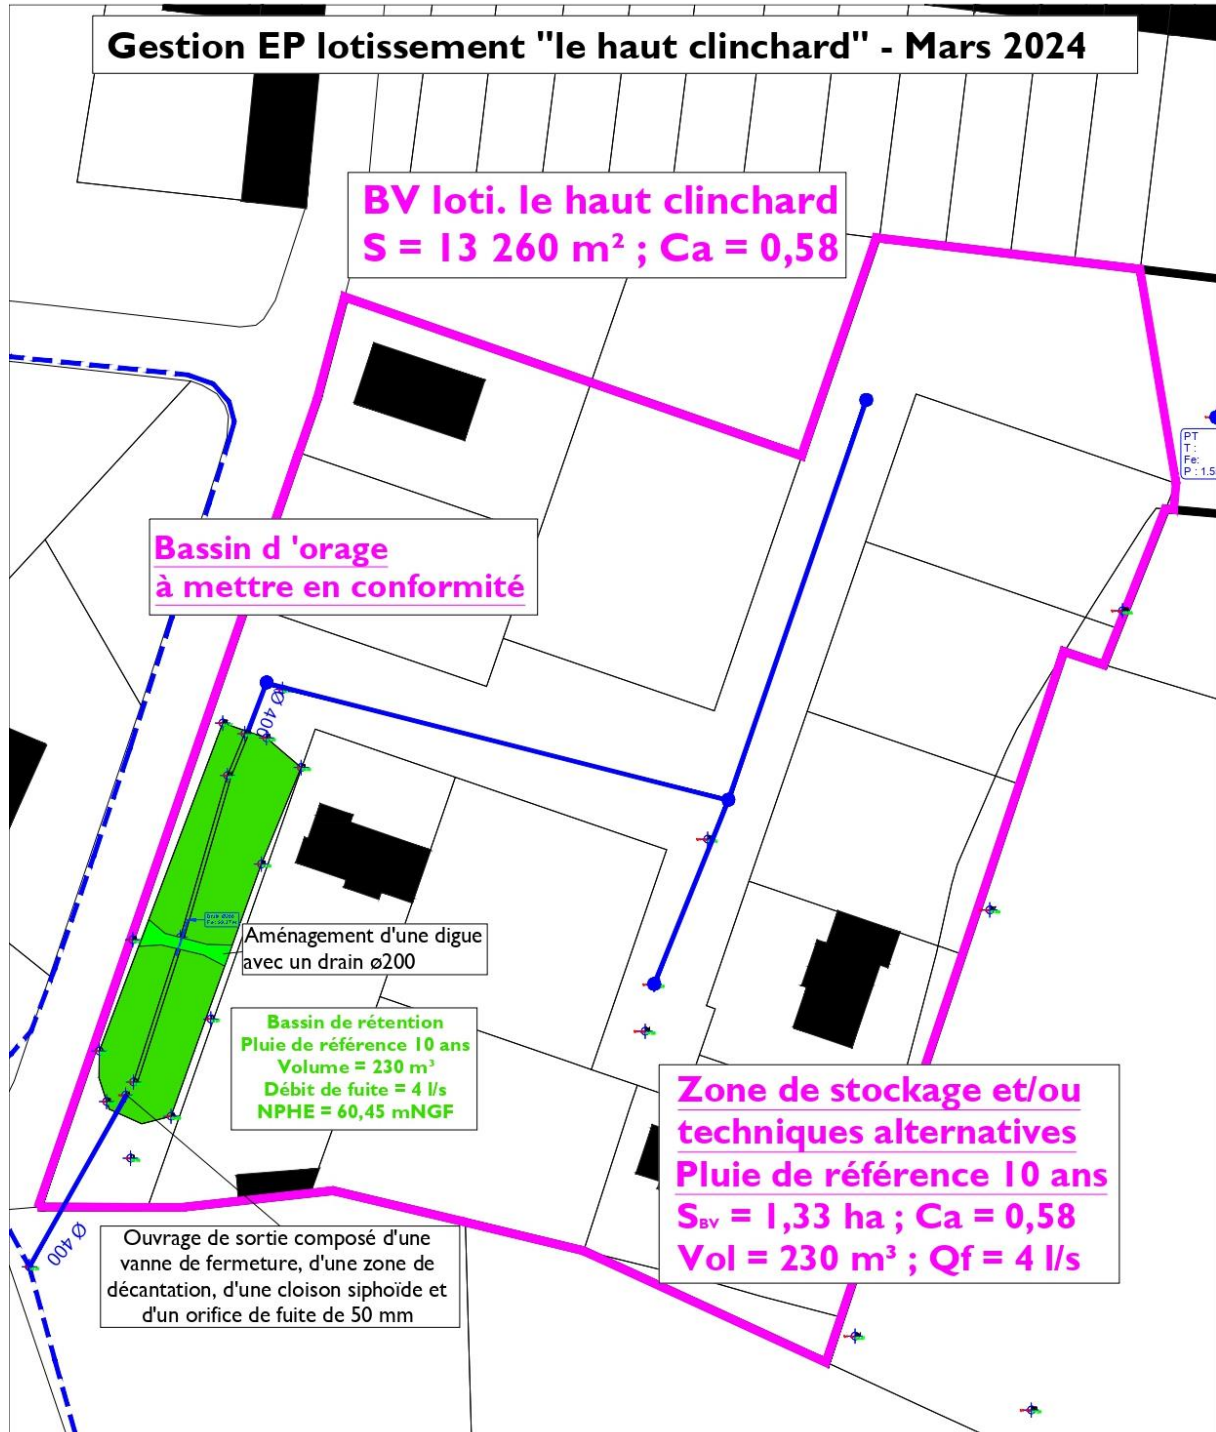 Gestion EP lotissement "le haut clinchard" - Mars 2024
BV loti. le haut clinchard
S = 13 260 m² ; Ca = 0,58
PT
T :
Fe:
P : 1.5
Bassin d 'orage
à mettre en conformité
Ø 400
Aménagement d'une digue
avec un drain ø200
Bassin de rétention
Pluie de référence 10 ans
Volume = 230 m³
Débit de fuite = 4 l/s
NPHE = 60,45 mNGF
Zone de stockage et/ou
techniques alternatives
Pluie de référence 10 ans
SBV = 1,33 ha ; Ca = 0,58
Vol = 230 m³ ; Qf = 4 l/s
Ø 400
Ouvrage de sortie composé d'une
vanne de fermeture, d'une zone de
décantation, d'une cloison siphoïde et
d'un orifice de fuite de 50 mm